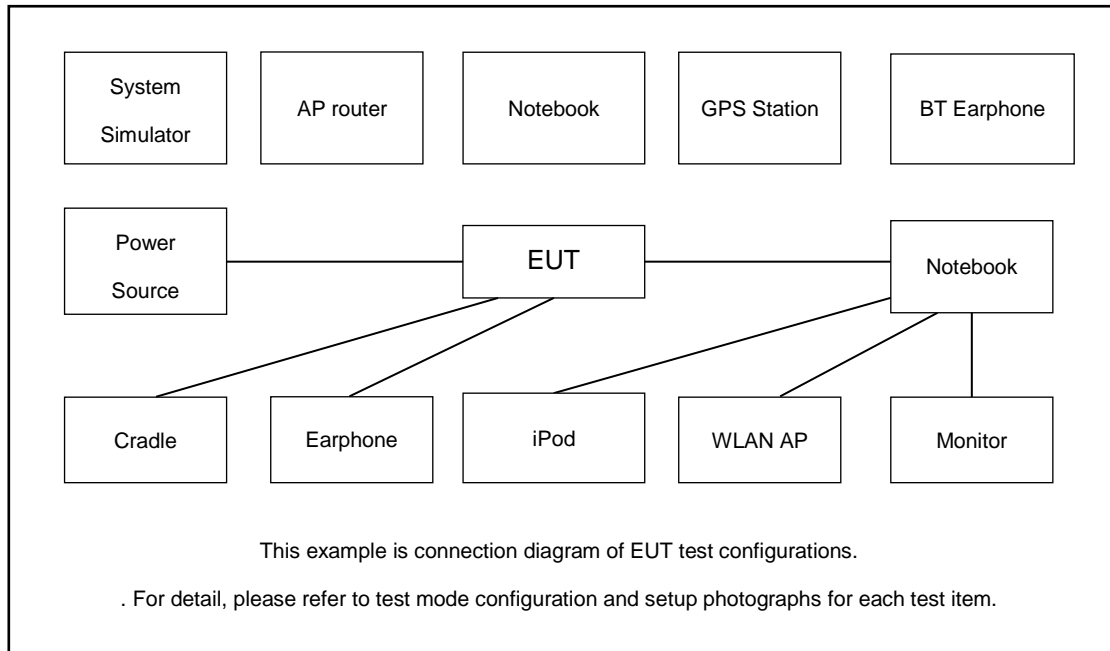 System
Simulator
AP router
Notebook
GPS Station
BT Earphone
Power
Source
EUT
Notebook
Cradle
Earphone
iPod
WLAN AP
Monitor
This example is connection diagram of EUT test configurations.
. For detail, please refer to test mode configuration and setup photographs for each test item.